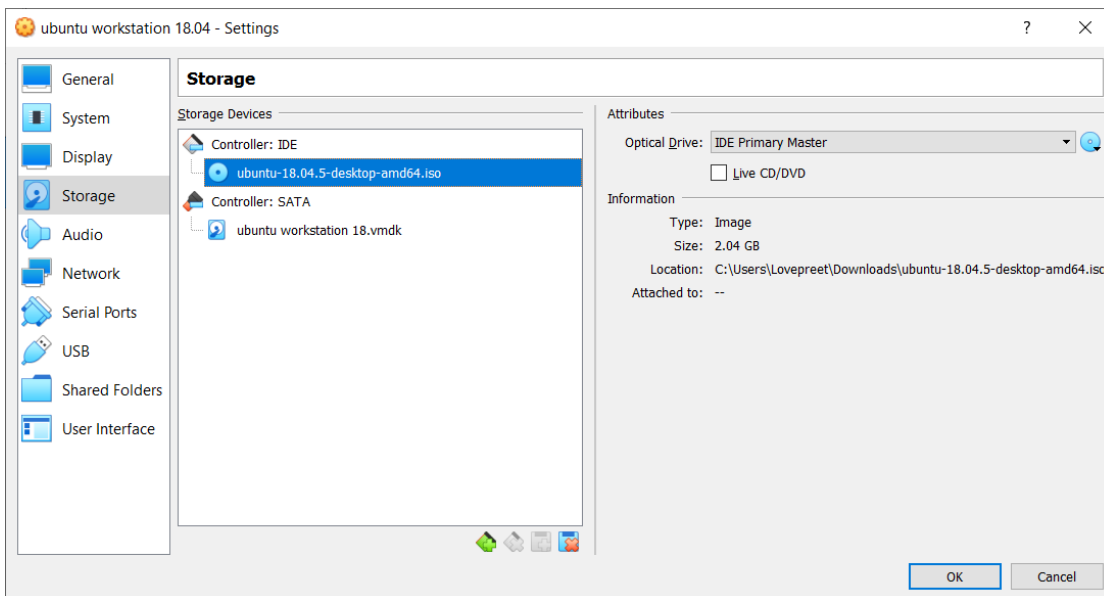 ubuntu workstation 18.04 - Settings
?
General
System
Display
Storage
Audio
Network
Serial Ports
USB
Shared Folders
User Interface
Storage
Storage Devices
Controller: IDE
ubuntu-18.04.5-desktop-amd64.iso
Controller: SATA
ubuntu workstation 18.vmdk
Attributes
Optical Drive: IDE Primary Master
Live CD/DVD
Information
Type: Image
Size: 2.04 GB
Location: C:\Users\Lovepreet\Downloads\ubuntu-18.04.5-desktop-amd64.isc
Attached to: --
OK Cancel